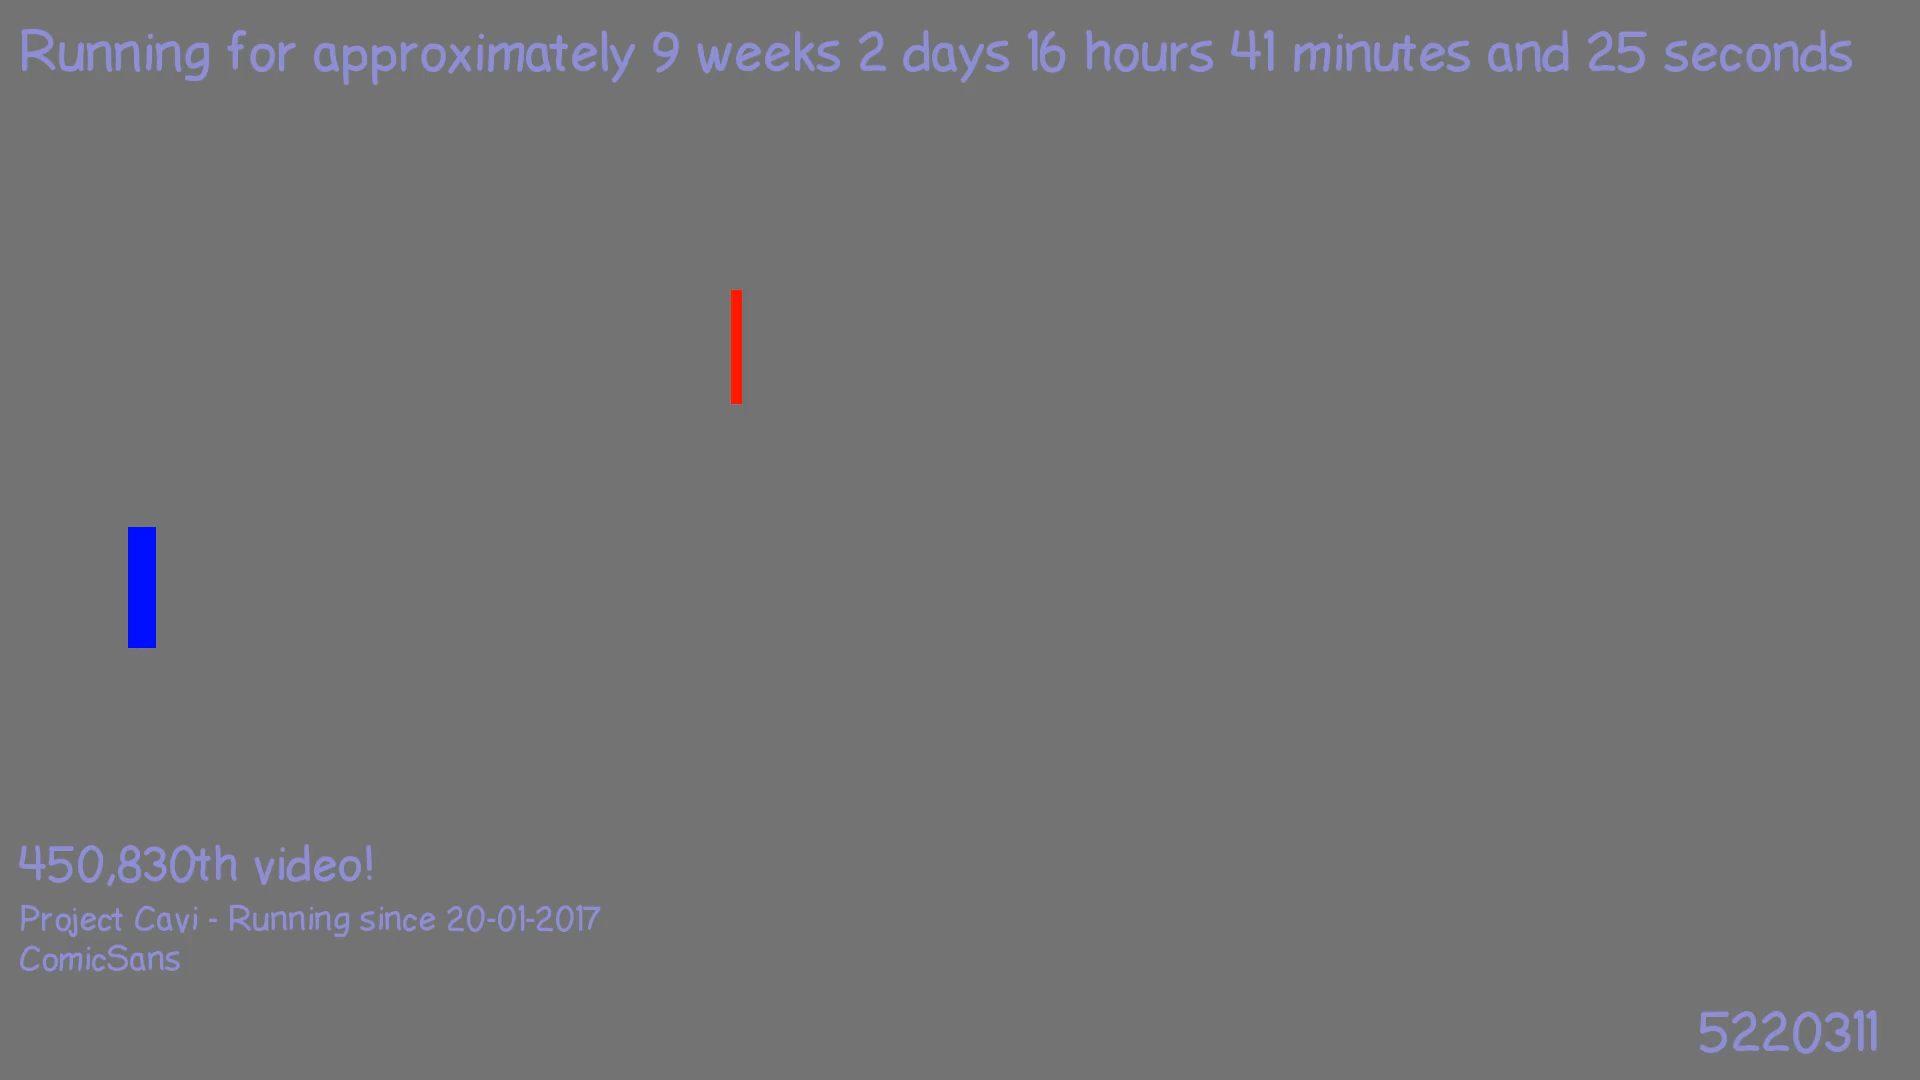 Running for approximately 9 weeks 2 days 16 hours 41 minutes and 25 seconds
450,830th video!
Project Cavi - Running since 20-01-2017
ComicSans
5220311